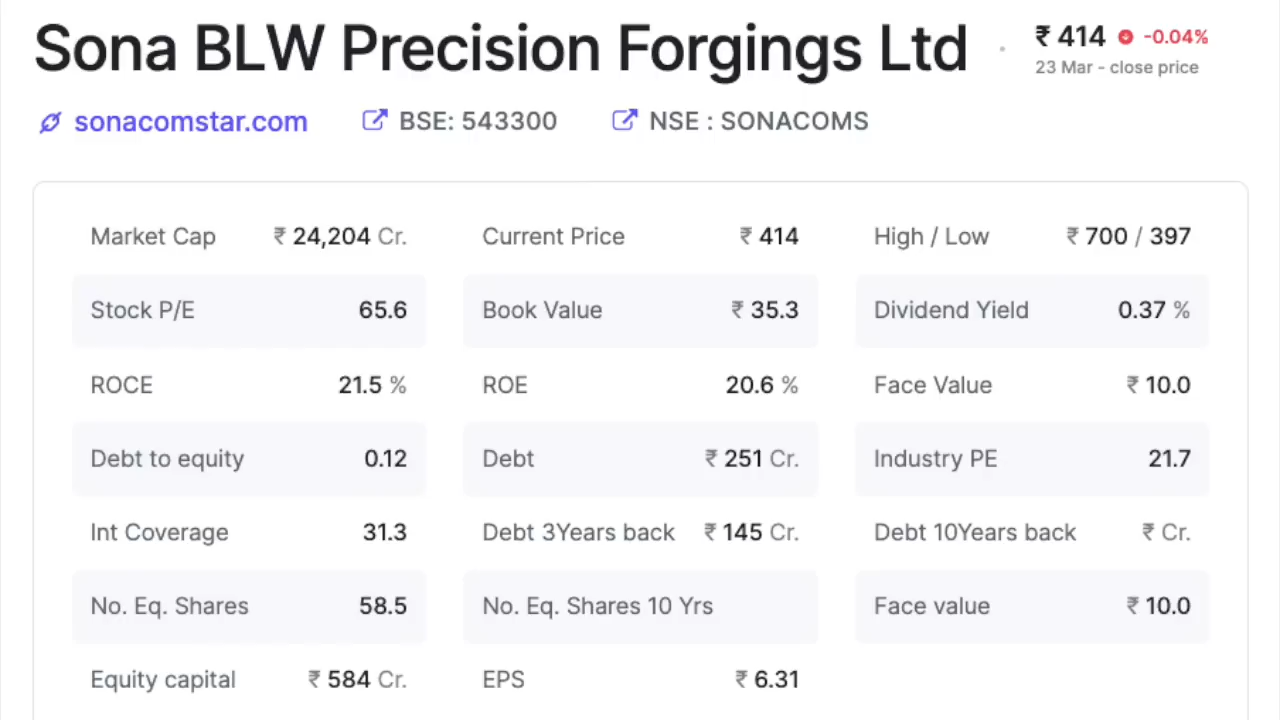 Sona BLW Precision Forgings Ltd
₹ 414 -0.04%
23 Mar - close price
sonacomstar.com BSE: 543300 NSE : SONACOMS
Market Cap ₹ 24,204 Cr. Current Price ₹ 414 High / Low ₹ 700 / 397
Stock P/E 65.6 Book Value ₹ 35.3 Dividend Yield 0.37 %
ROCE 21.5 % ROE 20.6 % Face Value ₹ 10.0
Debt to equity 0.12 Debt ₹ 251 Cr. Industry PE 21.7
Int Coverage 31.3 Debt 3Years back ₹ 145 Cr. Debt 10Years back ₹ Cr.
No. Eq. Shares 58.5 No. Eq. Shares 10 Yrs Face value ₹ 10.0
Equity capital ₹ 584 Cr. EPS ₹ 6.31